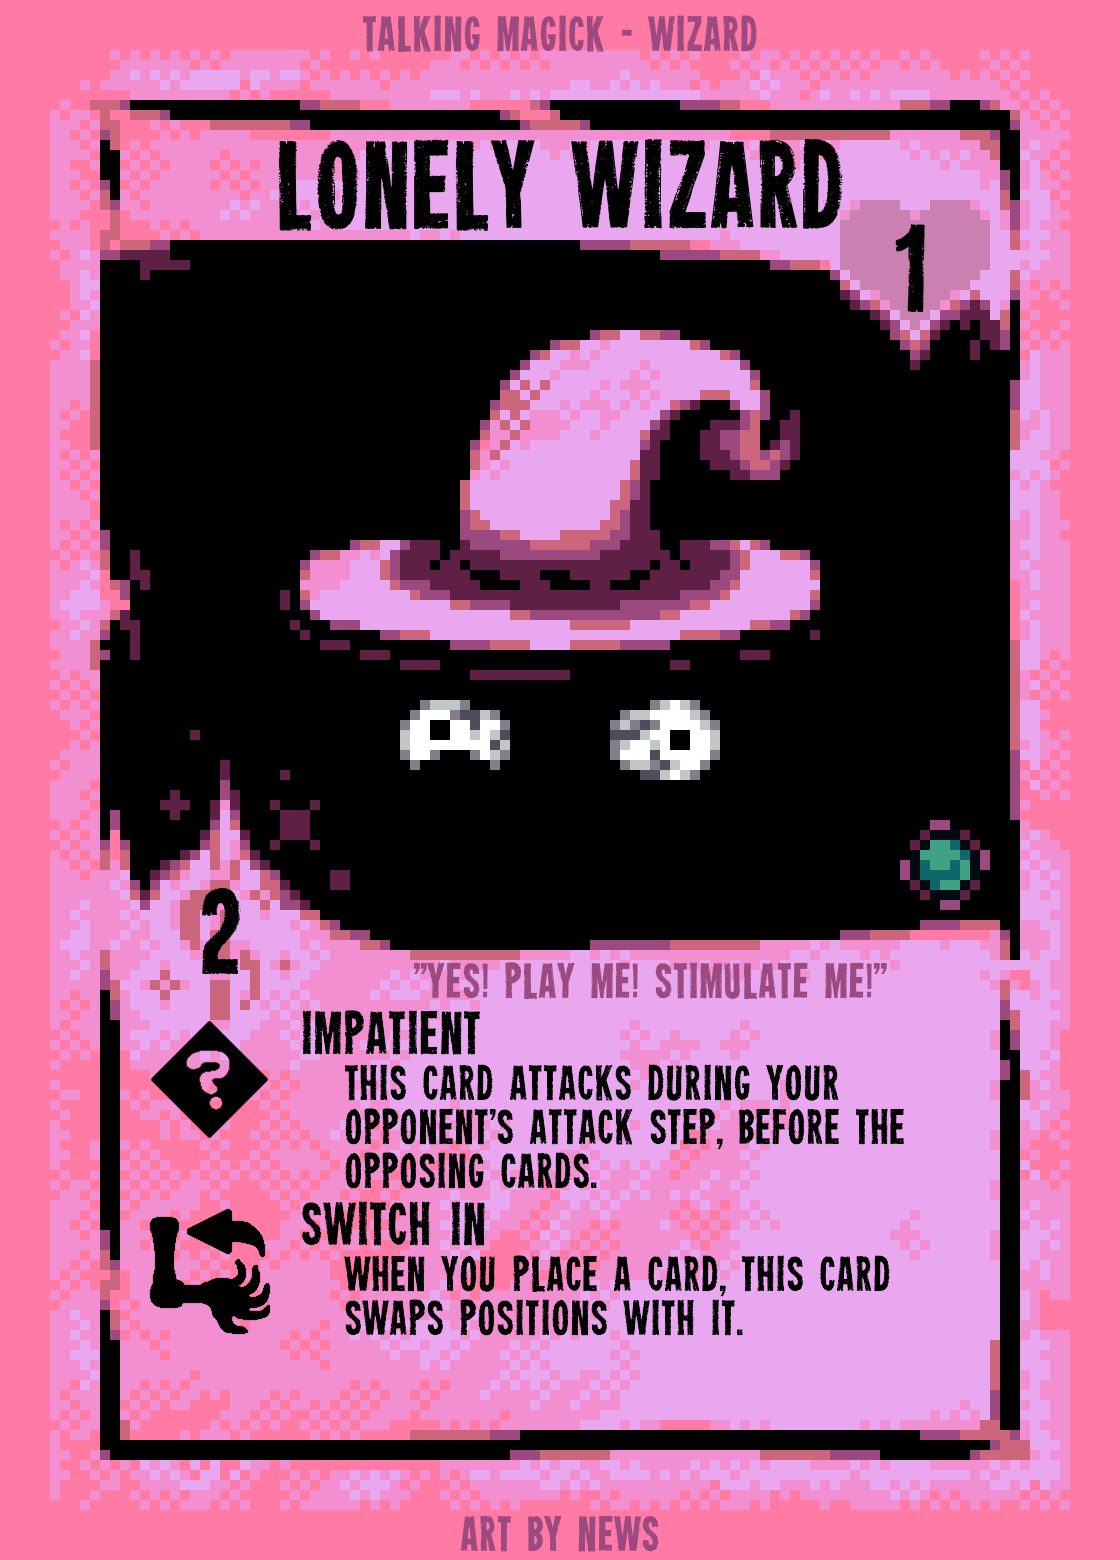 TALKING MAGICK - WIZARD
LONELY WIZARD
1
2
"YES! PLAY ME! STIMULATE ME!"
IMPATIENT
?
THIS CARD ATTACKS DURING YOUR
OPPONENT'S ATTACK STEP, BEFORE THE
OPPOSING CARDS.
SWITCH IN
WHEN YOU PLACE A CARD, THIS CARD
SWAPS POSITIONS WITH IT.
ART BY NEWS